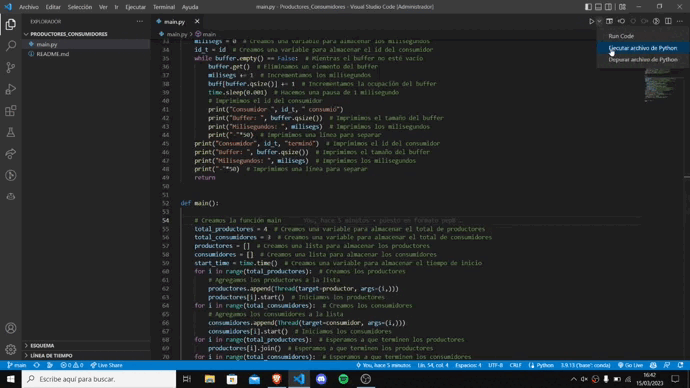 Archivo Editar Selección Ver Ir Ejecutar Terminal Ayuda
main.py - Productores_Consumidores - Visual Studio Code [Administrador]
EXPLORADOR
main.py
PRODUCTORES_CONSUMIDORES
main.py
README.md
main.py > main
Run Code
Ejecutar archivo de Python
Depurar archivo de Python
33 milisegs = 0 # Creamos una variable para almacenar los milisegundos
34 id_t = id # Creamos una variable para almacenar el id del consumidor
35 while buffer.empty() == False: # Mientras el buffer no esté vacío
36 buffer.get() # Eliminamos un elemento del buffer
37 milisegs += 1 # Incrementamos los milisegundos
38 buff[buffer.qsize()] += 1 # Incrementamos la ocupación del buffer
39 time.sleep(0.001) # Hacemos una pausa de 1 milisegundo
40 # Imprimimos el id del consumidor
41 print("Consumidor ", id_t, " consumió")
42 print("Buffer: ", buffer.qsize()) # Imprimimos el tamaño del buffer
43 print("Milisegundos: ", milisegs) # Imprimimos los milisegundos
44 print("-"*50) # Imprimimos una línea para separar
45 print("Consumidor", id_t, "terminó") # Imprimimos el id del consumidor
46 print("Buffer: ", buffer.qsize()) # Imprimimos el tamaño del buffer
47 print("Milisegundos: ", milisegs) # Imprimimos los milisegundos
48 print("-"*50) # Imprimimos una línea para separar
49 return
50
51
52 def main():
53
54 # Creamos la función main You, hace 5 minutos • puesto en formato pep8
55 total_productores = 4 # Creamos una variable para almacenar el total de productores
56 total_consumidores = 3 # Creamos una variable para almacenar el total de consumidores
57 productores = [] # Creamos una lista para almacenar los productores
58 consumidores = [] # Creamos una lista para almacenar los consumidores
59 start_time = time.time() # Creamos una variable para almacenar el tiempo de inicio
60 for i in range(total_productores): # Creamos los productores
61 # Agregamos los productores a la lista
62 productores.append(Thread(target=productor, args=(i,)))
63 productores[i].start() # Iniciamos los productores
64 for i in range(total_consumidores): # Creamos los consumidores
65 # Agregamos los consumidores a la lista
66 consumidores.append(Thread(target=consumidor, args=(i,)))
67 consumidores[i].start() # Iniciamos los consumidores
68 for i in range(total_productores): # Esperamos a que terminen los productores
69 productores[i].join() # Esperamos a que terminen los productores
70 for i in range(total_consumidores): # Esperamos a que terminen los consumidores
ESQUEMA
LÍNEA DE TIEMPO
main 0 0 Live Share
You, hace 5 minutos Lín. 54, col. 4 Espacios: 4 UTF-8 CRLF Python 3.9.13 ('base': conda) Go Live
Escribe aquí para buscar.
16:42
15/03/2023